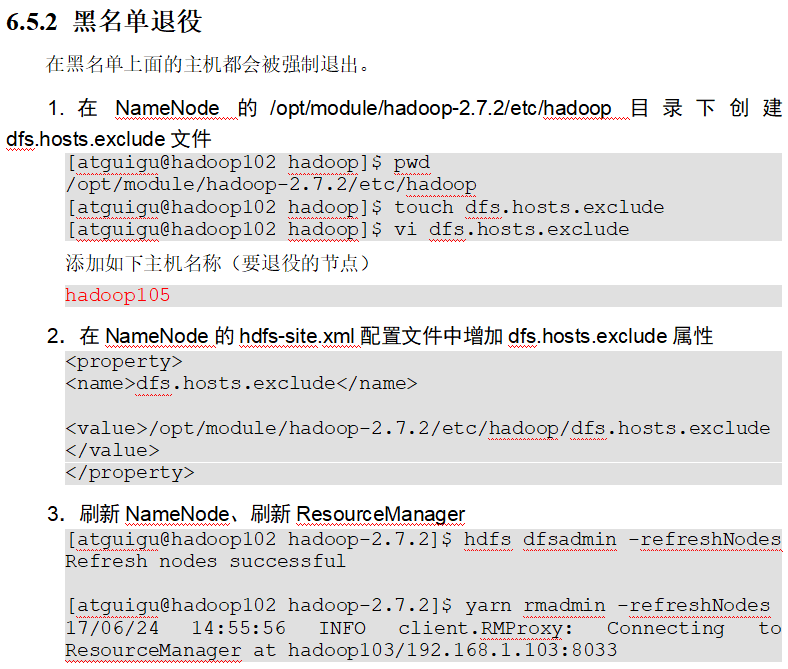 6.5.2 黑名单退役
在黑名单上面的主机都会被强制退出。
1. 在 NameNode 的 /opt/module/hadoop-2.7.2/etc/hadoop 目录下创建
dfs.hosts.exclude 文件
[atguigu@hadoop102 hadoop]$ pwd
/opt/module/hadoop-2.7.2/etc/hadoop
[atguigu@hadoop102 hadoop]$ touch dfs.hosts.exclude
[atguigu@hadoop102 hadoop]$ vi dfs.hosts.exclude
添加如下主机名称（要退役的节点）
hadoop105
2．在 NameNode 的 hdfs-site.xml 配置文件中增加 dfs.hosts.exclude 属性
<property>
<name>dfs.hosts.exclude</name>
<value>/opt/module/hadoop-2.7.2/etc/hadoop/dfs.hosts.exclude
</value>
</property>
3．刷新 NameNode、刷新 ResourceManager
[atguigu@hadoop102 hadoop-2.7.2]$ hdfs dfsadmin -refreshNodes
Refresh nodes successful
[atguigu@hadoop102 hadoop-2.7.2]$ yarn rmadmin -refreshNodes
17/06/24 14:55:56 INFO client.RMProxy: Connecting to
ResourceManager at hadoop103/192.168.1.103:8033